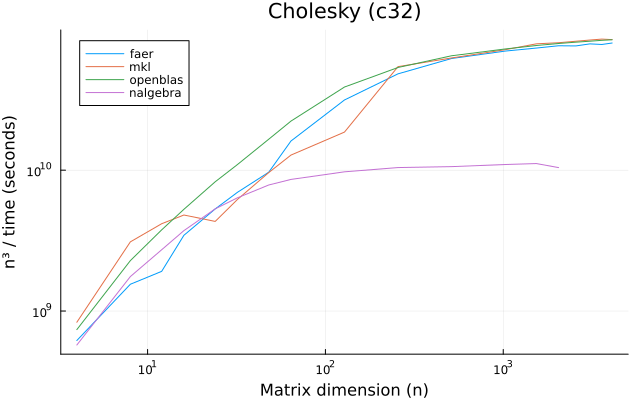 Cholesky (c32)
faer
mkl
openblas
nalgebra
n³ / time (seconds)
10¹⁰
10⁹
10¹
10²
10³
Matrix dimension (n)